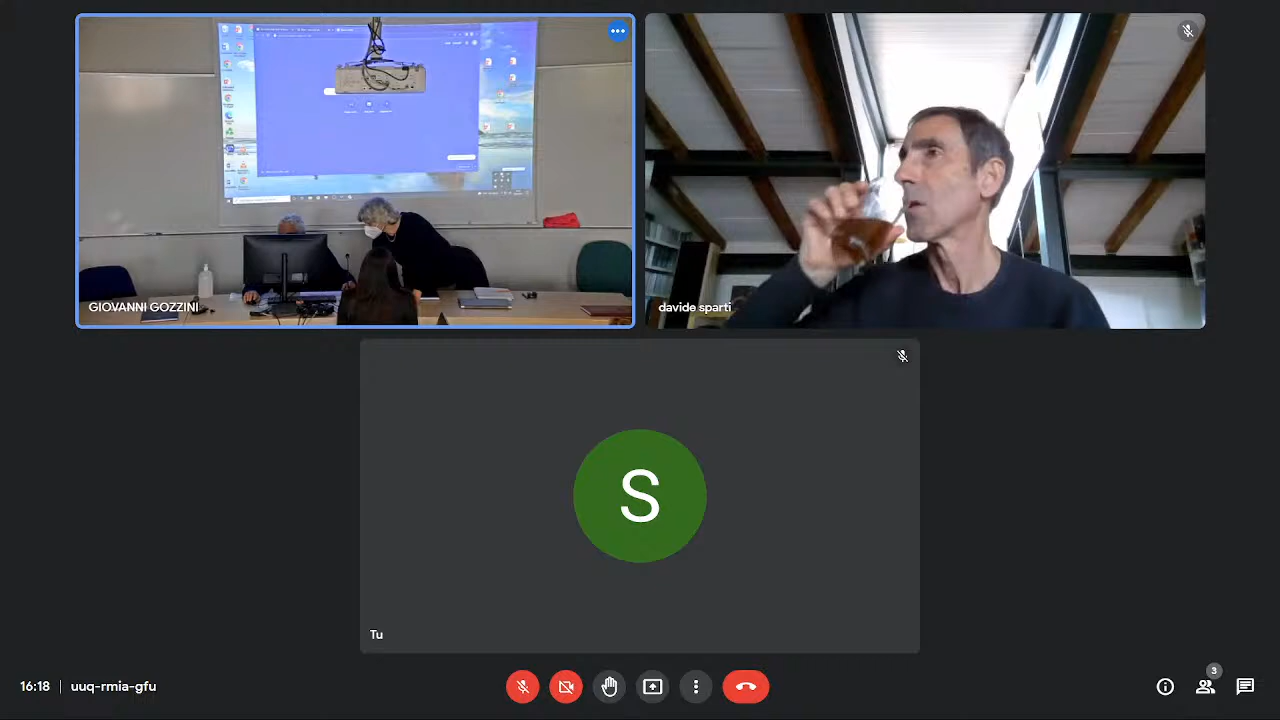 GIOVANNI GOZZINI
davide sparti
S
Tu
16:18 | uuq-rmia-gfu
3